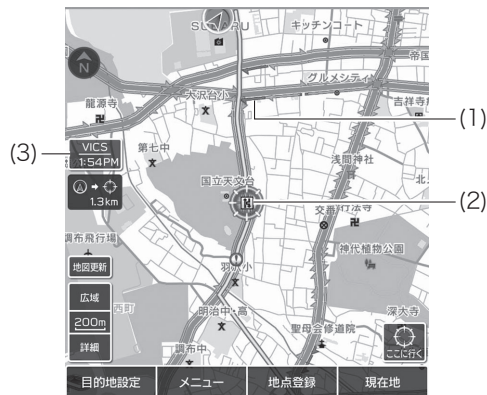 キッチンコート
帝国
グルメシティ
大沢台小
龍源寺
吉祥寺
(1)
(3)
VICS
1:54PM
第七中
浅間神社
国立天文台
1.3km
(2)
交番
調布飛行場
神代植物公園
地図更新
羽沢小
広域
200m
詳細
西町
明治中・高
深大寺
聖母会修道院
ここに行く
調布中
目的地設定
メニュー
地点登録
現在地